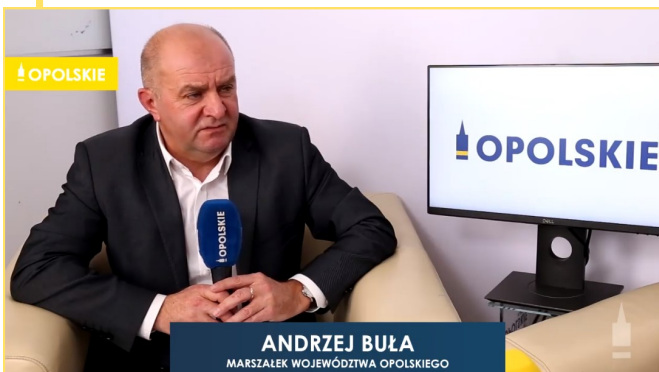 OPOLSKIE
OPOLSKIE
OPOLSKIE
DELL
ANDRZEJ BUŁA
MARSZAŁEK WOJEWÓDZTWA OPOLSKIEGO